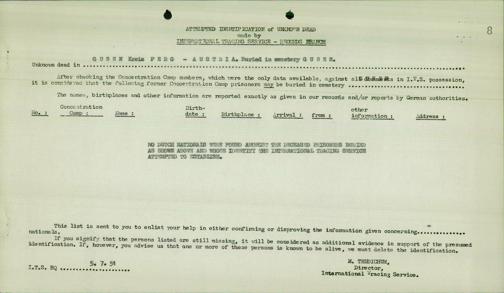 8
ATTEMPTED IDENTIFICATION of UNKNOWN DEAD
made by
INTERNATIONAL TRACING SERVICE - RECORDS BRANCH
GUSEN Kreis PERG - AUSTRIA. Buried in cemetery GUSEN.
Unknown dead in
After checking the Concentration Camp numbers, which were the only data available, against all documents in I.T.S. possession,
it is considered that the following former Concentration Camp prisoners may be buried in cemetery
The names, birthplaces and other information are reported exactly as given in our records and/or reports by German authorities.
No.: Concentration Camp: Name: Birth-date: Birthplace: Arrival: from: other information: Address:
NO DUTCH NATIONALS WERE FOUND AMONGST THE DECEASED PRISONERS BURIED
AS SHOWN ABOVE AND WHOSE IDENTITY THE INTERNATIONAL TRACING SERVICE
ATTEMPTED TO ESTABLISH.
This list is sent to you to enlist your help in either confirming or disproving the information given concerning..............
nationals.
If you signify that the persons listed are still missing, it will be considered as additional evidence in support of the presumed
identification. If, however, you advise us that one or more of these persons is known to be alive, we must delete the identification.
I.T.S. HQ
M. THUDICHUM,
Director,
International Tracing Service.